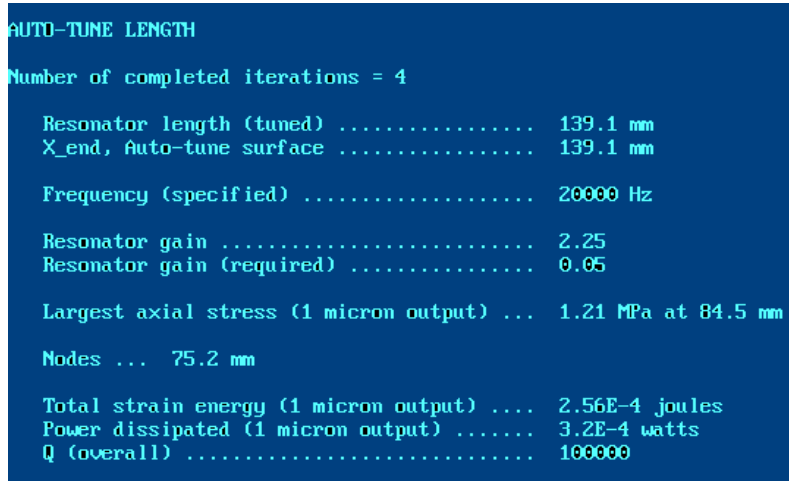 AUTO-TUNE LENGTH
Number of completed iterations = 4
Resonator length (tuned) ................. 139.1 mm
X_end, Auto-tune surface ................. 139.1 mm
Frequency (specified) .................... 20000 Hz
Resonator gain ........................... 2.25
Resonator gain (required) ................ 0.05
Largest axial stress (1 micron output) ... 1.21 MPa at 84.5 mm
Nodes ... 75.2 mm
Total strain energy (1 micron output) .... 2.56E-4 joules
Power dissipated (1 micron output) ....... 3.2E-4 watts
Q (overall) .............................. 100000